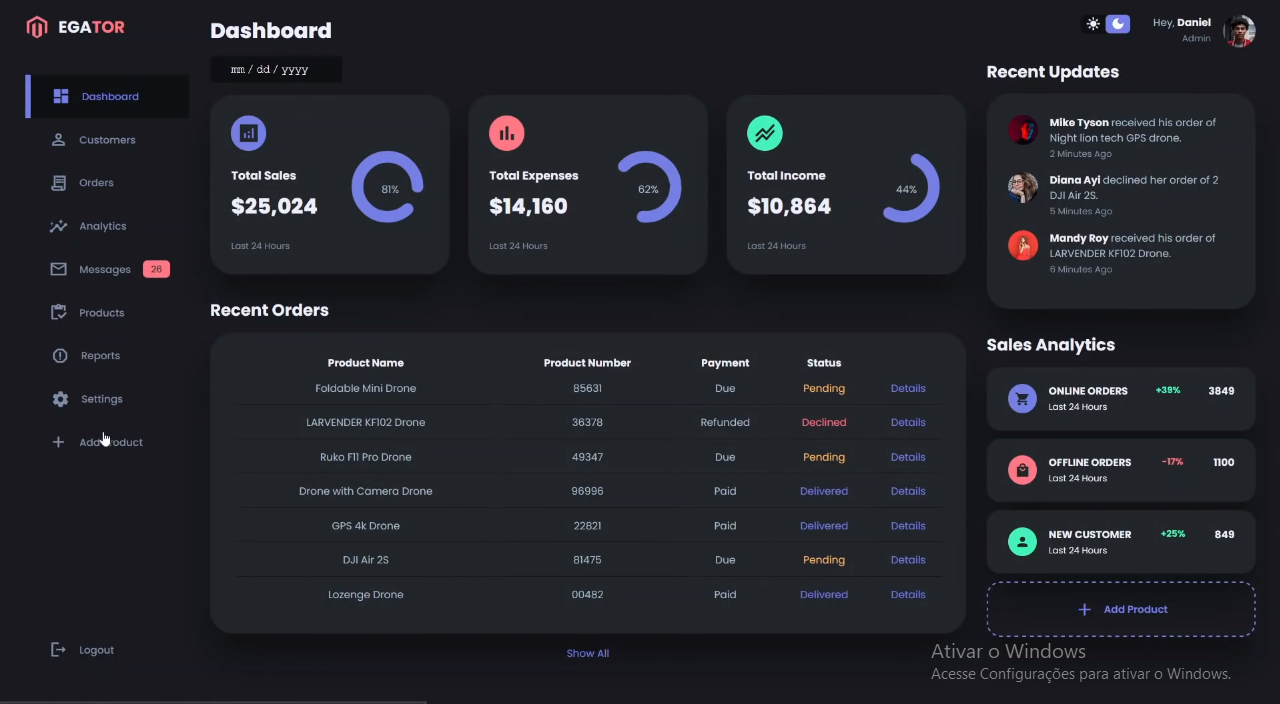 EGATOR
Dashboard
Customers
Orders
Analytics
Messages 26
Products
Reports
Settings
Add Product
Logout
Dashboard
mm / dd / yyyy
Total Sales
$25,024
81%
Last 24 Hours
Total Expenses
$14,160
62%
Last 24 Hours
Total Income
$10,864
44%
Last 24 Hours
Recent Orders
Product Name Product Number Payment Status
Foldable Mini Drone 85631 Due Pending Details
LARVENDER KF102 Drone 36378 Refunded Declined Details
Ruko F11 Pro Drone 49347 Due Pending Details
Drone with Camera Drone 96996 Paid Delivered Details
GPS 4k Drone 22821 Paid Delivered Details
DJI Air 2S 81475 Due Pending Details
Lozenge Drone 00482 Paid Delivered Details
Show All
Hey, Daniel
Admin
Recent Updates
Mike Tyson received his order of
Night lion tech GPS drone.
2 Minutes Ago
Diana Ayi declined her order of 2
DJI Air 2S.
5 Minutes Ago
Mandy Roy received his order of
LARVENDER KF102 Drone.
6 Minutes Ago
Sales Analytics
ONLINE ORDERS +39% 3849
Last 24 Hours
OFFLINE ORDERS -17% 1100
Last 24 Hours
NEW CUSTOMER +25% 849
Last 24 Hours
Add Product
Ativar o Windows
Acesse Configurações para ativar o Windows.